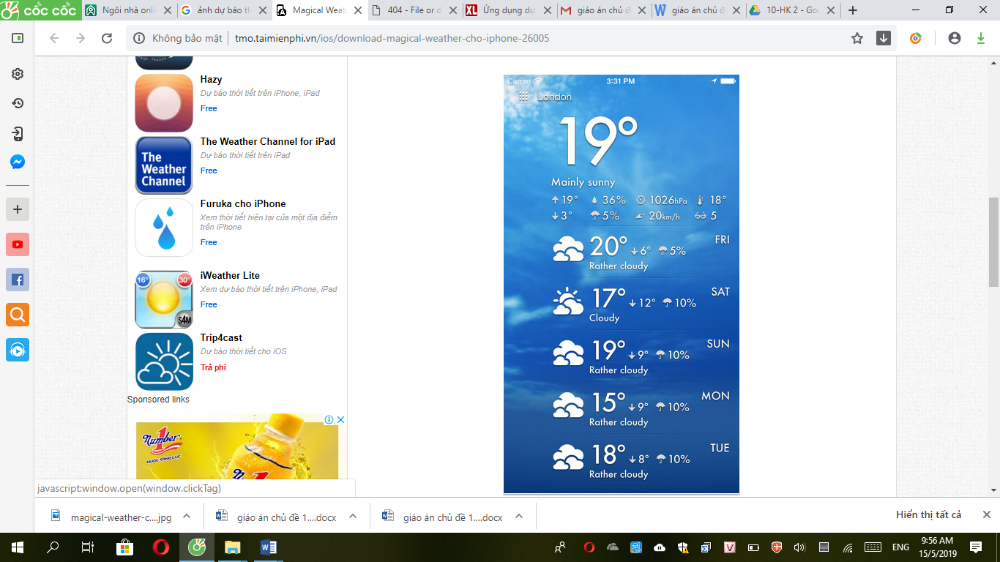 cốc cốc
Ngôi nhà onli
ảnh dự báo th
Magical Weat
404 - File or d
Ứng dụng dự
giáo án chủ đ
giáo án chủ đ
10-HK 2 - Goo
Không bảo mật
tmo.taimienphi.vn/ios/download-magical-weather-cho-iphone-26005
Hazy
Dự báo thời tiết trên iPhone, iPad
Free
The Weather Channel
The Weather Channel for iPad
Dự báo thời tiết trên iPad
Free
Furuka cho iPhone
Xem thời tiết hiện tại của một địa điểm
trên iPhone
Free
16°
30°
S4M
iWeather Lite
Xem dự báo thời tiết trên iPhone, iPad
Free
Trip4cast
Dự báo thời tiết cho iOS
Trả phí
Sponsored links
Number 1
NƯỚC TĂNG LỰC
Carrier
3:31 PM
London
19°
Mainly sunny
19° 36% 1026hPa 18°
3° 5% 20km/h 5
FRI
20° 6° 5%
Rather cloudy
SAT
17° 12° 10%
Cloudy
SUN
19° 9° 10%
Rather cloudy
MON
15° 9° 10%
Rather cloudy
TUE
18° 8° 10%
Rather cloudy
javascript:window.open(window.clickTag)
magical-weather-c....jpg
giáo án chủ đề 1....docx
giáo án chủ đề 1....docx
Hiển thị tất cả
ENG
9:56 AM
15/5/2019